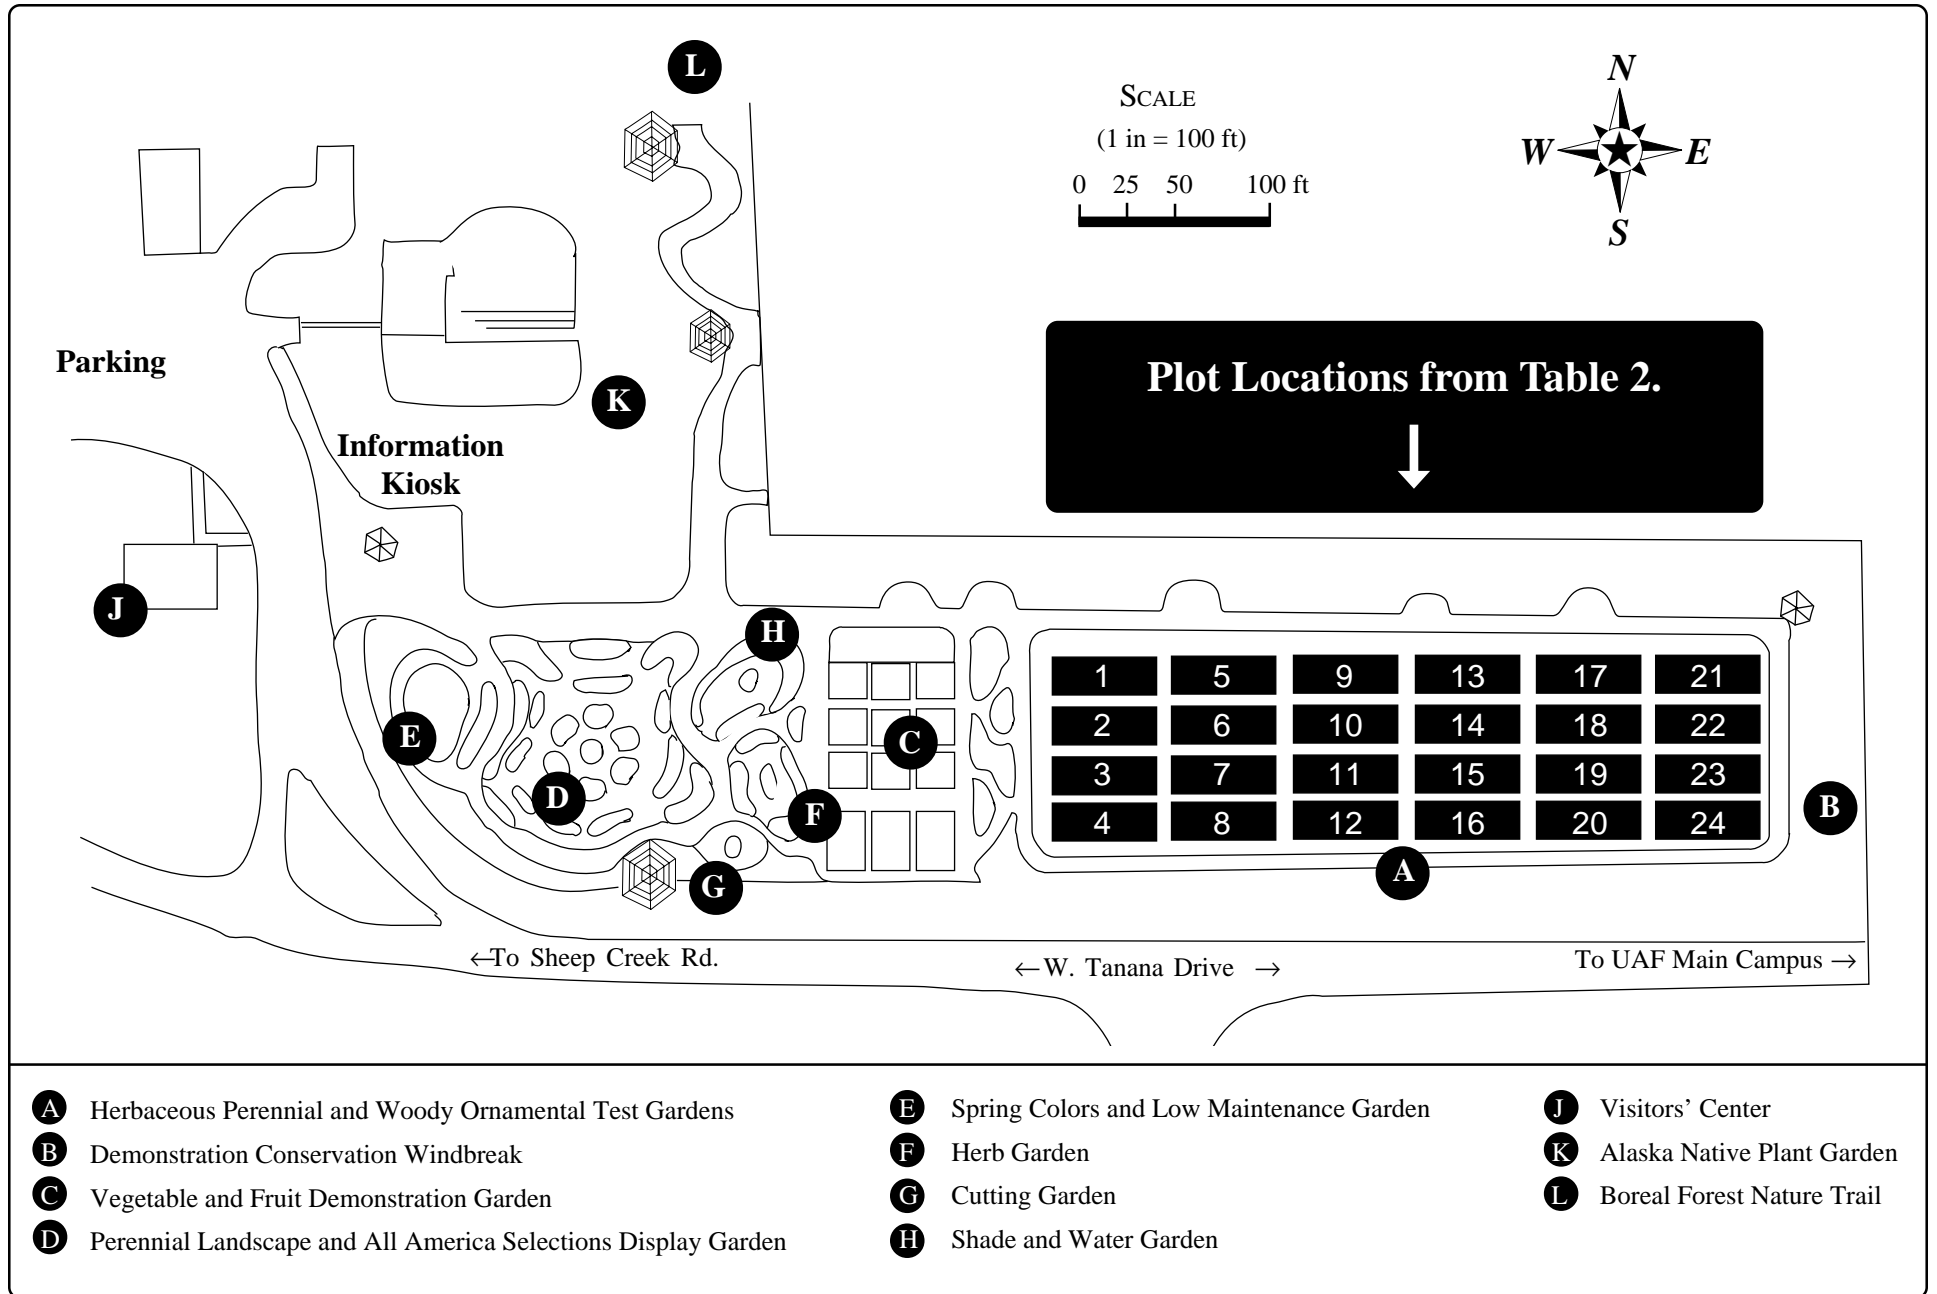 L
SCALE
(1 in = 100 ft)
0 25 50 100 ft
N
W E
S
Parking
Plot Locations from Table 2.
↓
K
Information
Kiosk
J
H
E
D
C
F
G
1 5 9 13 17 21
2 6 10 14 18 22
3 7 11 15 19 23
4 8 12 16 20 24
B
A
←To Sheep Creek Rd.
←W. Tanana Drive →
To UAF Main Campus →
A Herbaceous Perennial and Woody Ornamental Test Gardens
B Demonstration Conservation Windbreak
C Vegetable and Fruit Demonstration Garden
D Perennial Landscape and All America Selections Display Garden
E Spring Colors and Low Maintenance Garden
F Herb Garden
G Cutting Garden
H Shade and Water Garden
J Visitors’ Center
K Alaska Native Plant Garden
L Boreal Forest Nature Trail